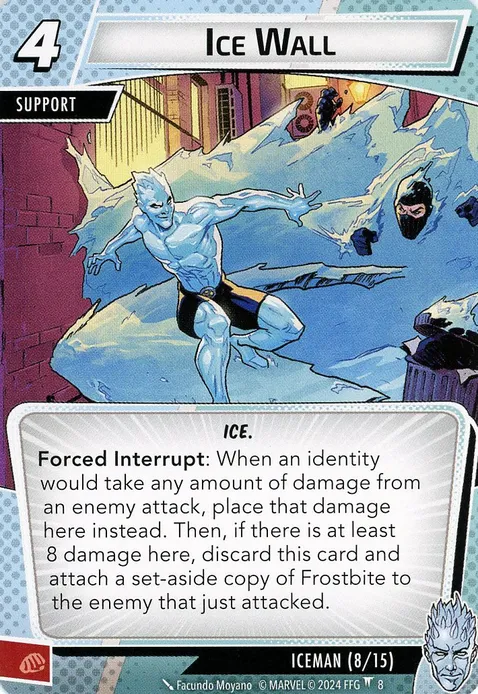 4
ICE WALL
SUPPORT
ICE.
Forced Interrupt: When an identity
would take any amount of damage from
an enemy attack, place that damage
here instead. Then, if there is at least
8 damage here, discard this card and
attach a set-aside copy of Frostbite to
the enemy that just attacked.
ICEMAN (8/15)
Facundo Moyano © MARVEL © 2024 FFG 8